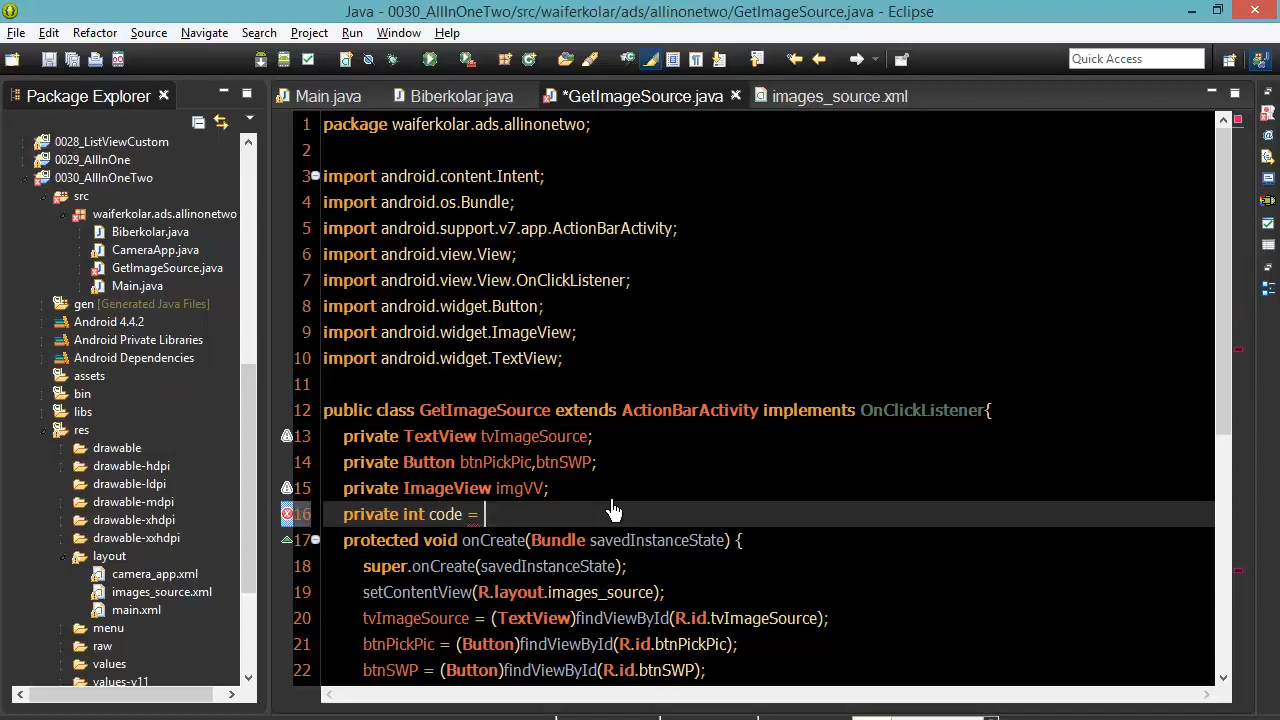 Java - 0030_AllInOneTwo/src/waiferkolar/ads/allinonetwo/GetImageSource.java - Eclipse
File Edit Refactor Source Navigate Search Project Run Window Help
Quick Access
Package Explorer
Main.java Biberkolar.java *GetImageSource.java images_source.xml
0028_ListViewCustom
0029_AllInOne
0030_AllInOneTwo
src
waiferkolar.ads.allinonetwo
Biberkolar.java
CameraApp.java
GetImageSource.java
Main.java
gen [Generated Java Files]
Android 4.4.2
Android Private Libraries
Android Dependencies
assets
bin
libs
res
drawable
drawable-hdpi
drawable-ldpi
drawable-mdpi
drawable-xhdpi
drawable-xxhdpi
layout
camera_app.xml
images_source.xml
main.xml
menu
raw
values
values-v11
1 package waiferkolar.ads.allinonetwo;
2
3 import android.content.Intent;
4 import android.os.Bundle;
5 import android.support.v7.app.ActionBarActivity;
6 import android.view.View;
7 import android.view.View.OnClickListener;
8 import android.widget.Button;
9 import android.widget.ImageView;
10 import android.widget.TextView;
11
12 public class GetImageSource extends ActionBarActivity implements OnClickListener{
13 private TextView tvImageSource;
14 private Button btnPickPic,btnSWP;
15 private ImageView imgVV;
16 private int code =
17 protected void onCreate(Bundle savedInstanceState) {
18 super.onCreate(savedInstanceState);
19 setContentView(R.layout.images_source);
20 tvImageSource = (TextView)findViewById(R.id.tvImageSource);
21 btnPickPic = (Button)findViewById(R.id.btnPickPic);
22 btnSWP = (Button)findViewById(R.id.btnSWP);